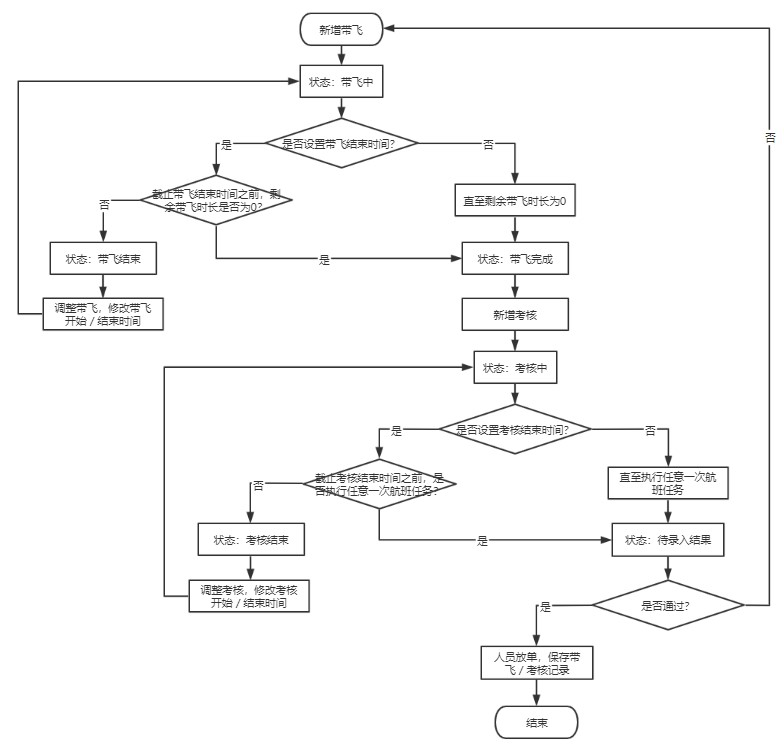 新增带飞
状态：带飞中
是否设置带飞结束时间？
是
否
否
截止带飞结束时间之前，剩
余带飞时长是否为0？
直至剩余带飞时长为0
否
状态：带飞结束
是
状态：带飞完成
调整带飞，修改带飞
开始 / 结束时间
新增考核
状态：考核中
是否设置考核结束时间？
是
否
截止考核结束时间之前，是
否执行任意一次航班任务？
直至执行任意一次航
班任务
否
状态：考核结束
是
状态：待录入结果
调整考核，修改考核
开始 / 结束时间
是否通过？
是
人员放单，保存带
飞 / 考核记录
结束